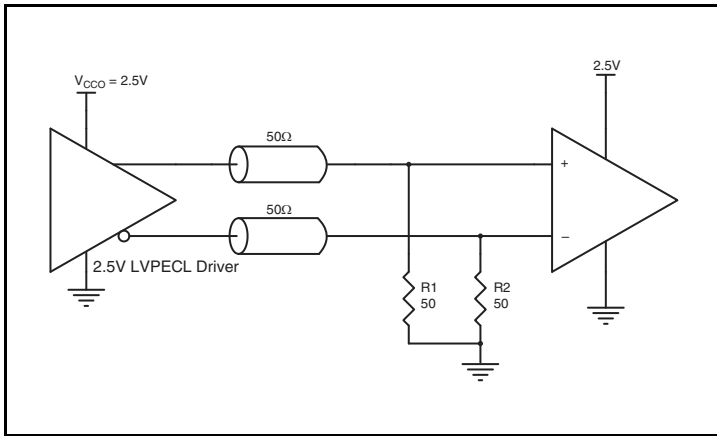 V_CCO = 2.5V
2.5V
50Ω
+
50Ω
–
2.5V LVPECL Driver
R1
50
R2
50